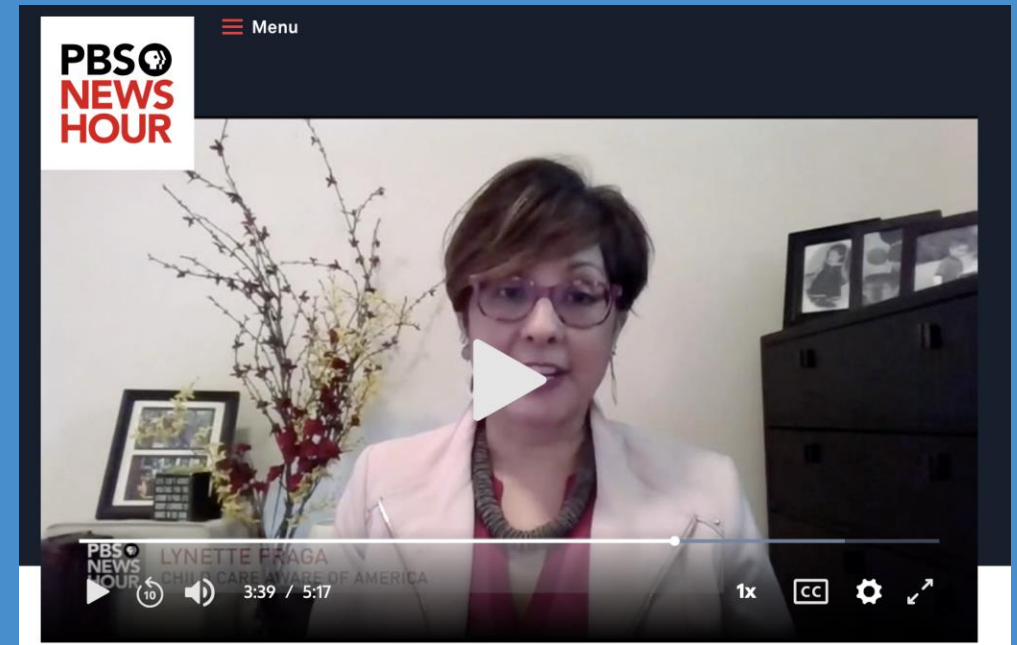 Menu
PBS
NEWS
HOUR
PBS
NEWS
HOUR
LYNETTE FRAGA
CHILD CARE AWARE OF AMERICA
10
3:39 / 5:17
1x
CC